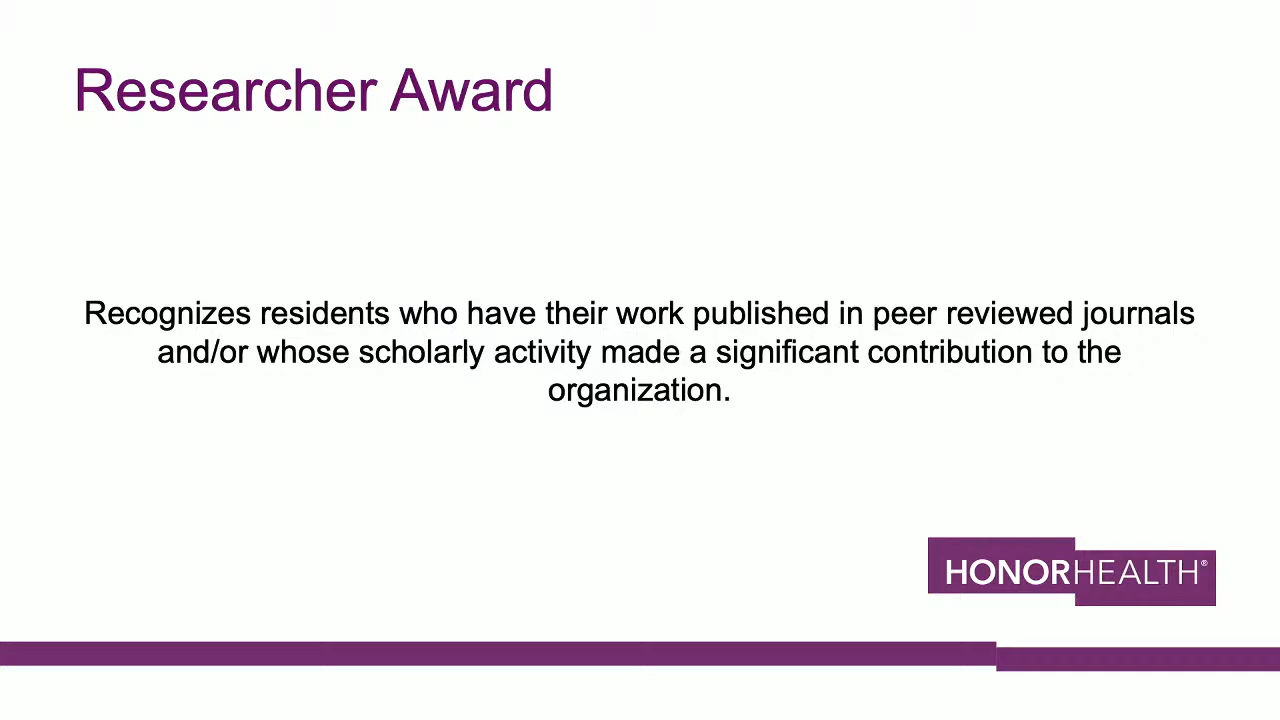 Researcher Award
Recognizes residents who have their work published in peer reviewed journals
and/or whose scholarly activity made a significant contribution to the
organization.
HONORHEALTH®